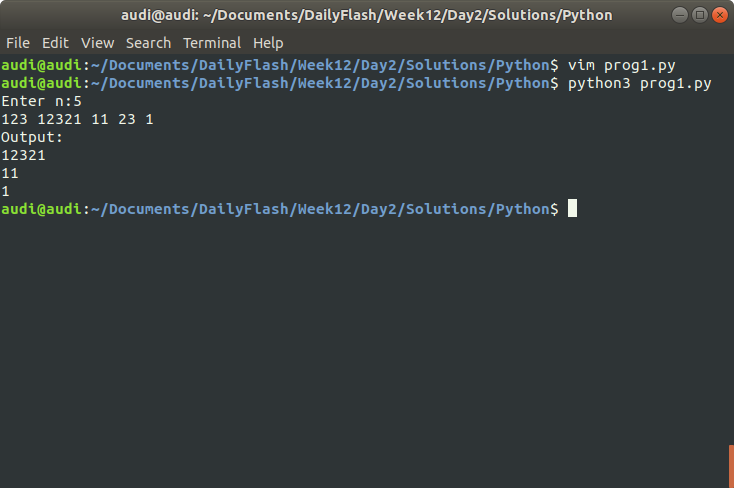 audi@audi: ~/Documents/DailyFlash/Week12/Day2/Solutions/Python
File Edit View Search Terminal Help
audi@audi:~/Documents/DailyFlash/Week12/Day2/Solutions/Python$ vim prog1.py
audi@audi:~/Documents/DailyFlash/Week12/Day2/Solutions/Python$ python3 prog1.py
Enter n:5
123 12321 11 23 1
Output:
12321
11
1
audi@audi:~/Documents/DailyFlash/Week12/Day2/Solutions/Python$